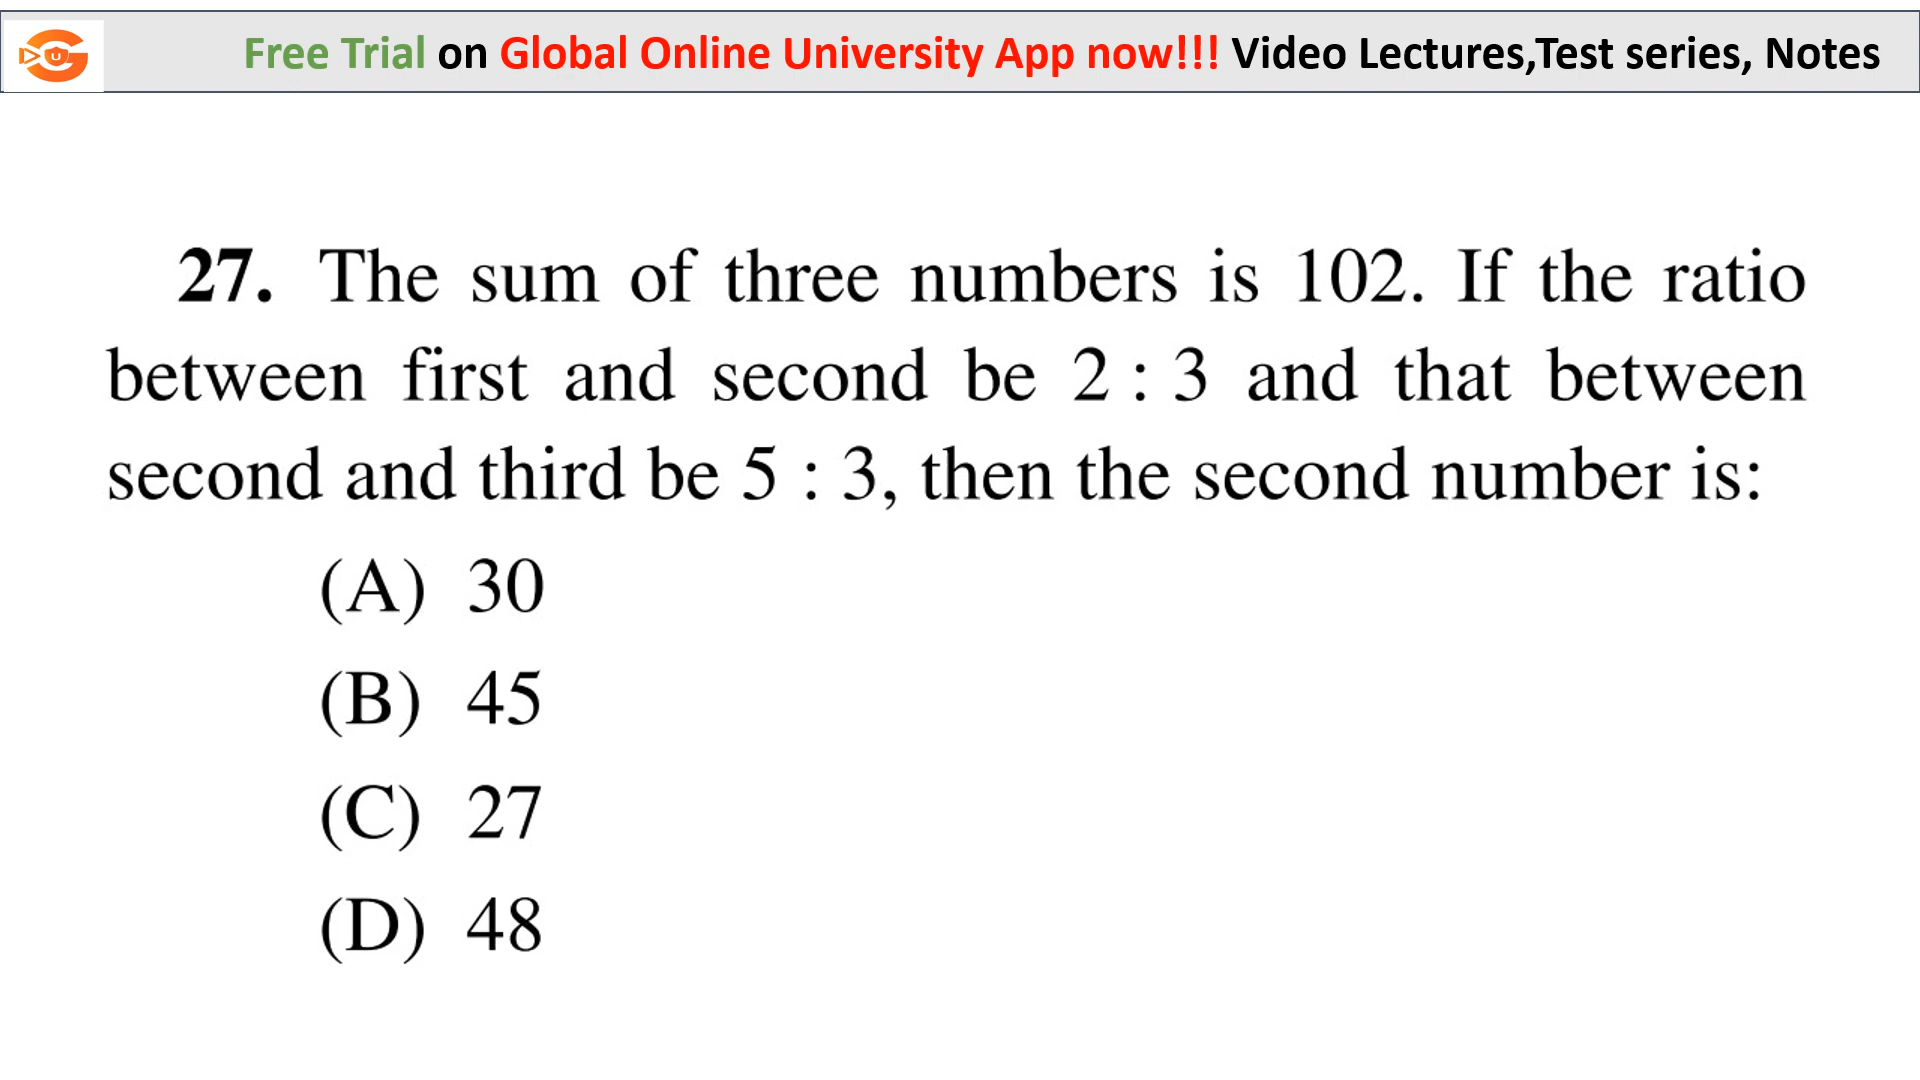 Free Trial on Global Online University App now!!! Video Lectures,Test series, Notes
U
27. The sum of three numbers is 102. If the ratio
between first and second be 2 : 3 and that between
second and third be 5 : 3, then the second number is:
(A) 30
(B) 45
(C) 27
(D) 48